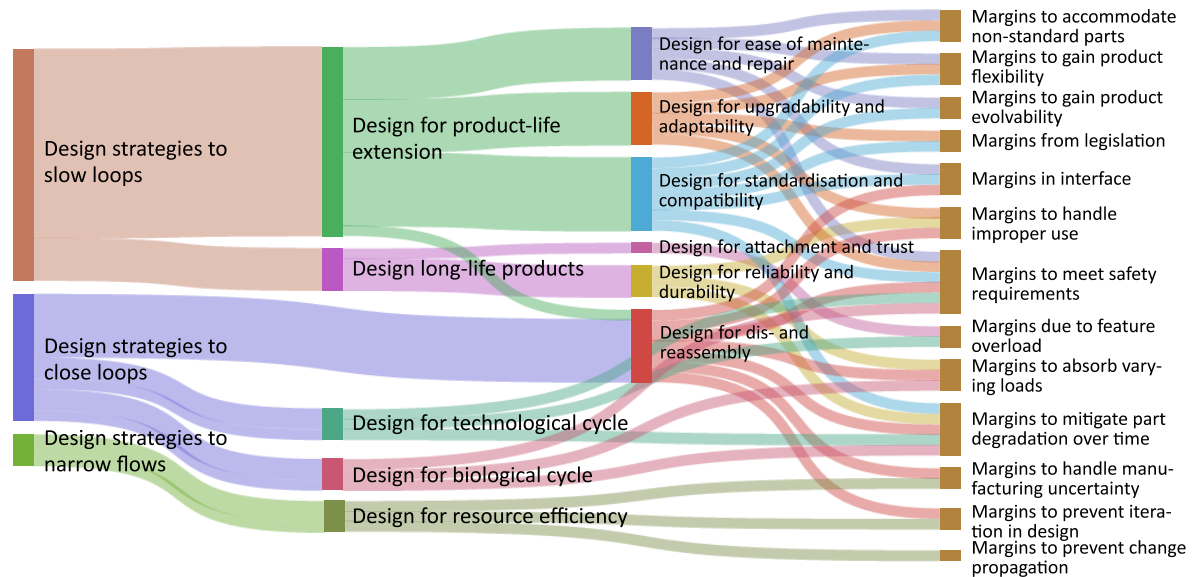 Design strategies to
slow loops
Design strategies to
close loops
Design strategies to
narrow flows
Design for product-life
extension
Design long-life products
Design for technological cycle
Design for biological cycle
Design for resource efficiency
Design for ease of mainte-
nance and repair
Design for upgradability and
adaptability
Design for standardisation and
compatibility
Design for attachment and trust
Design for reliability and
durability
Design for dis- and
reassembly
Margins to accommodate
non-standard parts
Margins to gain product
flexibility
Margins to gain product
evolvability
Margins from legislation
Margins in interface
Margins to handle
improper use
Margins to meet safety
requirements
Margins due to feature
overload
Margins to absorb vary-
ing loads
Margins to mitigate part
degradation over time
Margins to handle manu-
facturing uncertainty
Margins to prevent itera-
tion in design
Margins to prevent change
propagation